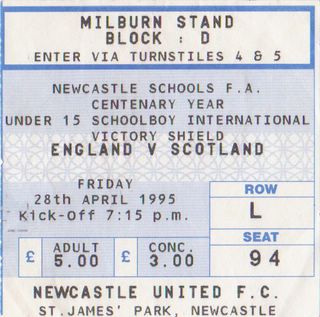 MILBURN STAND
BLOCK : D
ENTER VIA TURNSTILES 4 & 5
NEWCASTLE SCHOOLS F.A.
CENTENARY YEAR
UNDER 15 SCHOOLBOY INTERNATIONAL
VICTORY SHIELD
ENGLAND V SCOTLAND
FRIDAY
28th APRIL 1995
Kick-Off 7:15 p.m.
ROW
L
SEAT
94
£ ADULT 5.00 £ CONC. 3.00
NEWCASTLE UNITED F.C.
ST.JAMES' PARK, NEWCASTLE